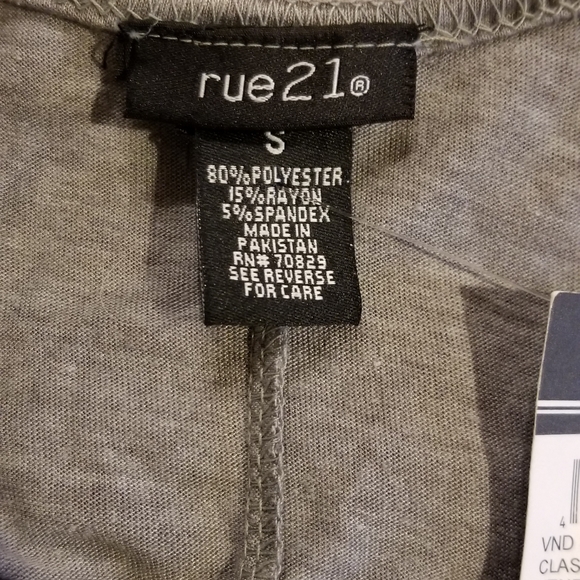 rue21®
S
80%POLYESTER
15%RAYON
5%SPANDEX
MADE IN
PAKISTAN
RN# 70829
SEE REVERSE
FOR CARE
4
VND
CLAS